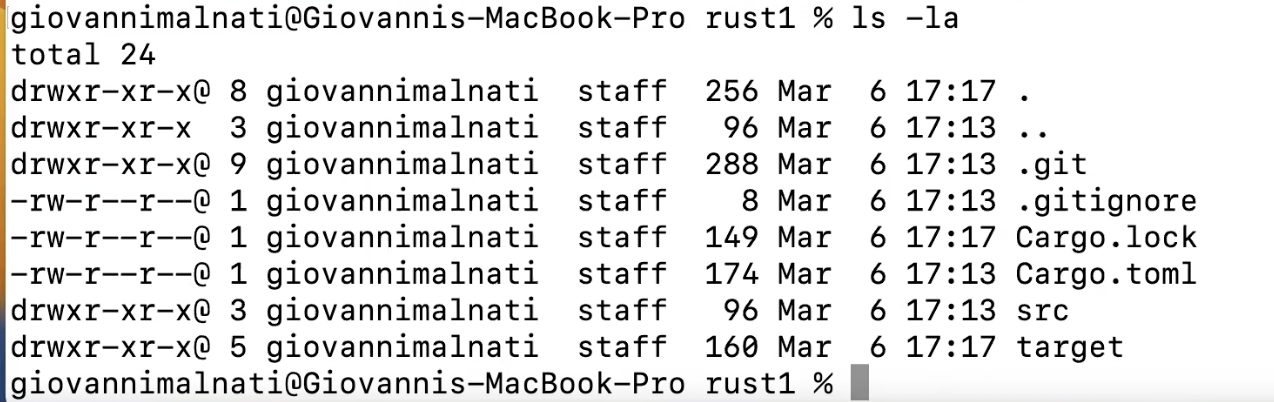 giovannimalnati@Giovannis-MacBook-Pro rust1 % ls -la
total 24
drwxr-xr-x@ 8 giovannimalnati  staff  256 Mar  6 17:17 .
drwxr-xr-x  3 giovannimalnati  staff   96 Mar  6 17:13 ..
drwxr-xr-x@ 9 giovannimalnati  staff  288 Mar  6 17:13 .git
-rw-r--r--@ 1 giovannimalnati  staff    8 Mar  6 17:13 .gitignore
-rw-r--r--@ 1 giovannimalnati  staff  149 Mar  6 17:17 Cargo.lock
-rw-r--r--@ 1 giovannimalnati  staff  174 Mar  6 17:13 Cargo.toml
drwxr-xr-x@ 3 giovannimalnati  staff   96 Mar  6 17:13 src
drwxr-xr-x@ 5 giovannimalnati  staff  160 Mar  6 17:17 target
giovannimalnati@Giovannis-MacBook-Pro rust1 %